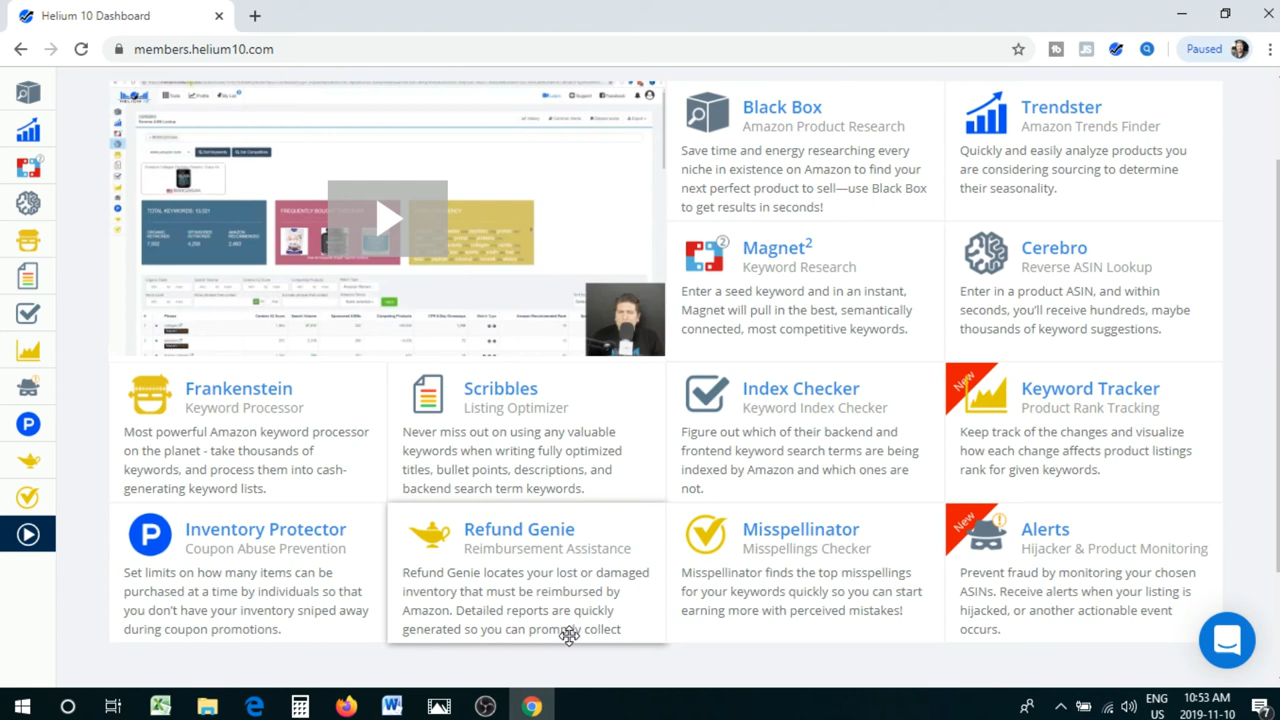 Helium 10 Dashboard
members.helium10.com
Paused
TOTAL KEYWORDS: 13,021
Black Box
Amazon Product Research
Save time and energy researching every
niche in existence on Amazon to find your
next perfect product to sell—use Black Box
to get results in seconds!
Trendster
Amazon Trends Finder
Quickly and easily analyze products you
are considering sourcing to determine
their seasonality.
Magnet2
Keyword Research
Enter a seed keyword and in an instant,
Magnet will pull in the best, semantically
connected, most competitive keywords.
Cerebro
Reverse ASIN Lookup
Enter in a product ASIN, and within
seconds, you'll receive hundreds, maybe
thousands of keyword suggestions.
Frankenstein
Keyword Processor
Most powerful Amazon keyword processor
on the planet - take thousands of
keywords, and process them into cash-
generating keyword lists.
Scribbles
Listing Optimizer
Never miss out on using any valuable
keywords when writing fully optimized
titles, bullet points, descriptions, and
backend search term keywords.
Index Checker
Keyword Index Checker
Figure out which of their backend and
frontend keyword search terms are being
indexed by Amazon and which ones are
not.
New
Keyword Tracker
Product Rank Tracking
Keep track of the changes and visualize
how each change affects product listings
rank for given keywords.
Inventory Protector
Coupon Abuse Prevention
Set limits on how many items can be
purchased at a time by individuals so that
you don't have your inventory sniped away
during coupon promotions.
Refund Genie
Reimbursement Assistance
Refund Genie locates your lost or damaged
inventory that must be reimbursed by
Amazon. Detailed reports are quickly
generated so you can promptly collect
Misspellinator
Misspellings Checker
Misspellinator finds the top misspellings
for your keywords quickly so you can start
earning more with perceived mistakes!
New
Alerts
Hijacker & Product Monitoring
Prevent fraud by monitoring your chosen
ASINs. Receive alerts when your listing is
hijacked, or another actionable event
occurs.
ENG
US
10:53 AM
2019-11-10